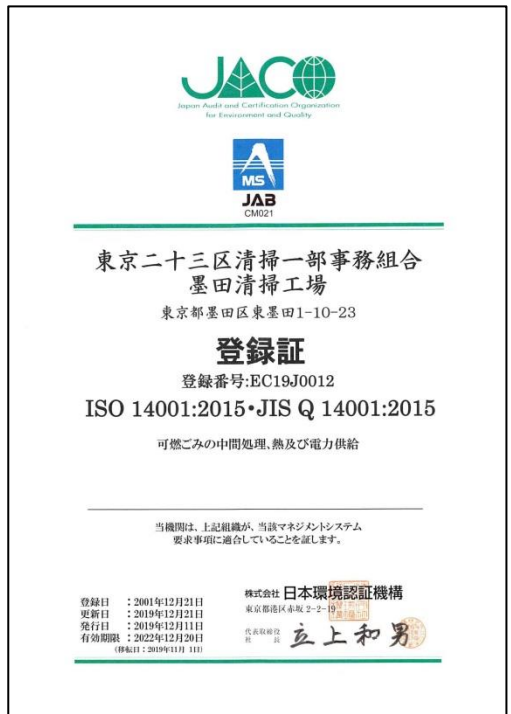 JACO
Japan Audit and Certification Organization
for Environment and Quality
MS
JAB
CM021
東京二十三区清掃一部事務組合
墨田清掃工場
東京都墨田区東墨田1-10-23
登録証
登録番号:EC19J0012
ISO 14001:2015・JIS Q 14001:2015
可燃ごみの中間処理、熱及び電力供給
当機関は、上記組織が、当該マネジメントシステム
要求事項に適合していることを証します。
登録日 :2001年12月21日
更新日 :2019年12月21日
発行日 :2019年12月11日
有効期限 :2022年12月20日
(移転日:2019年11月 11日)
株式会社 日本環境認証機構
東京都港区赤坂 2-2-19
代表取締役
社 長
立上和男